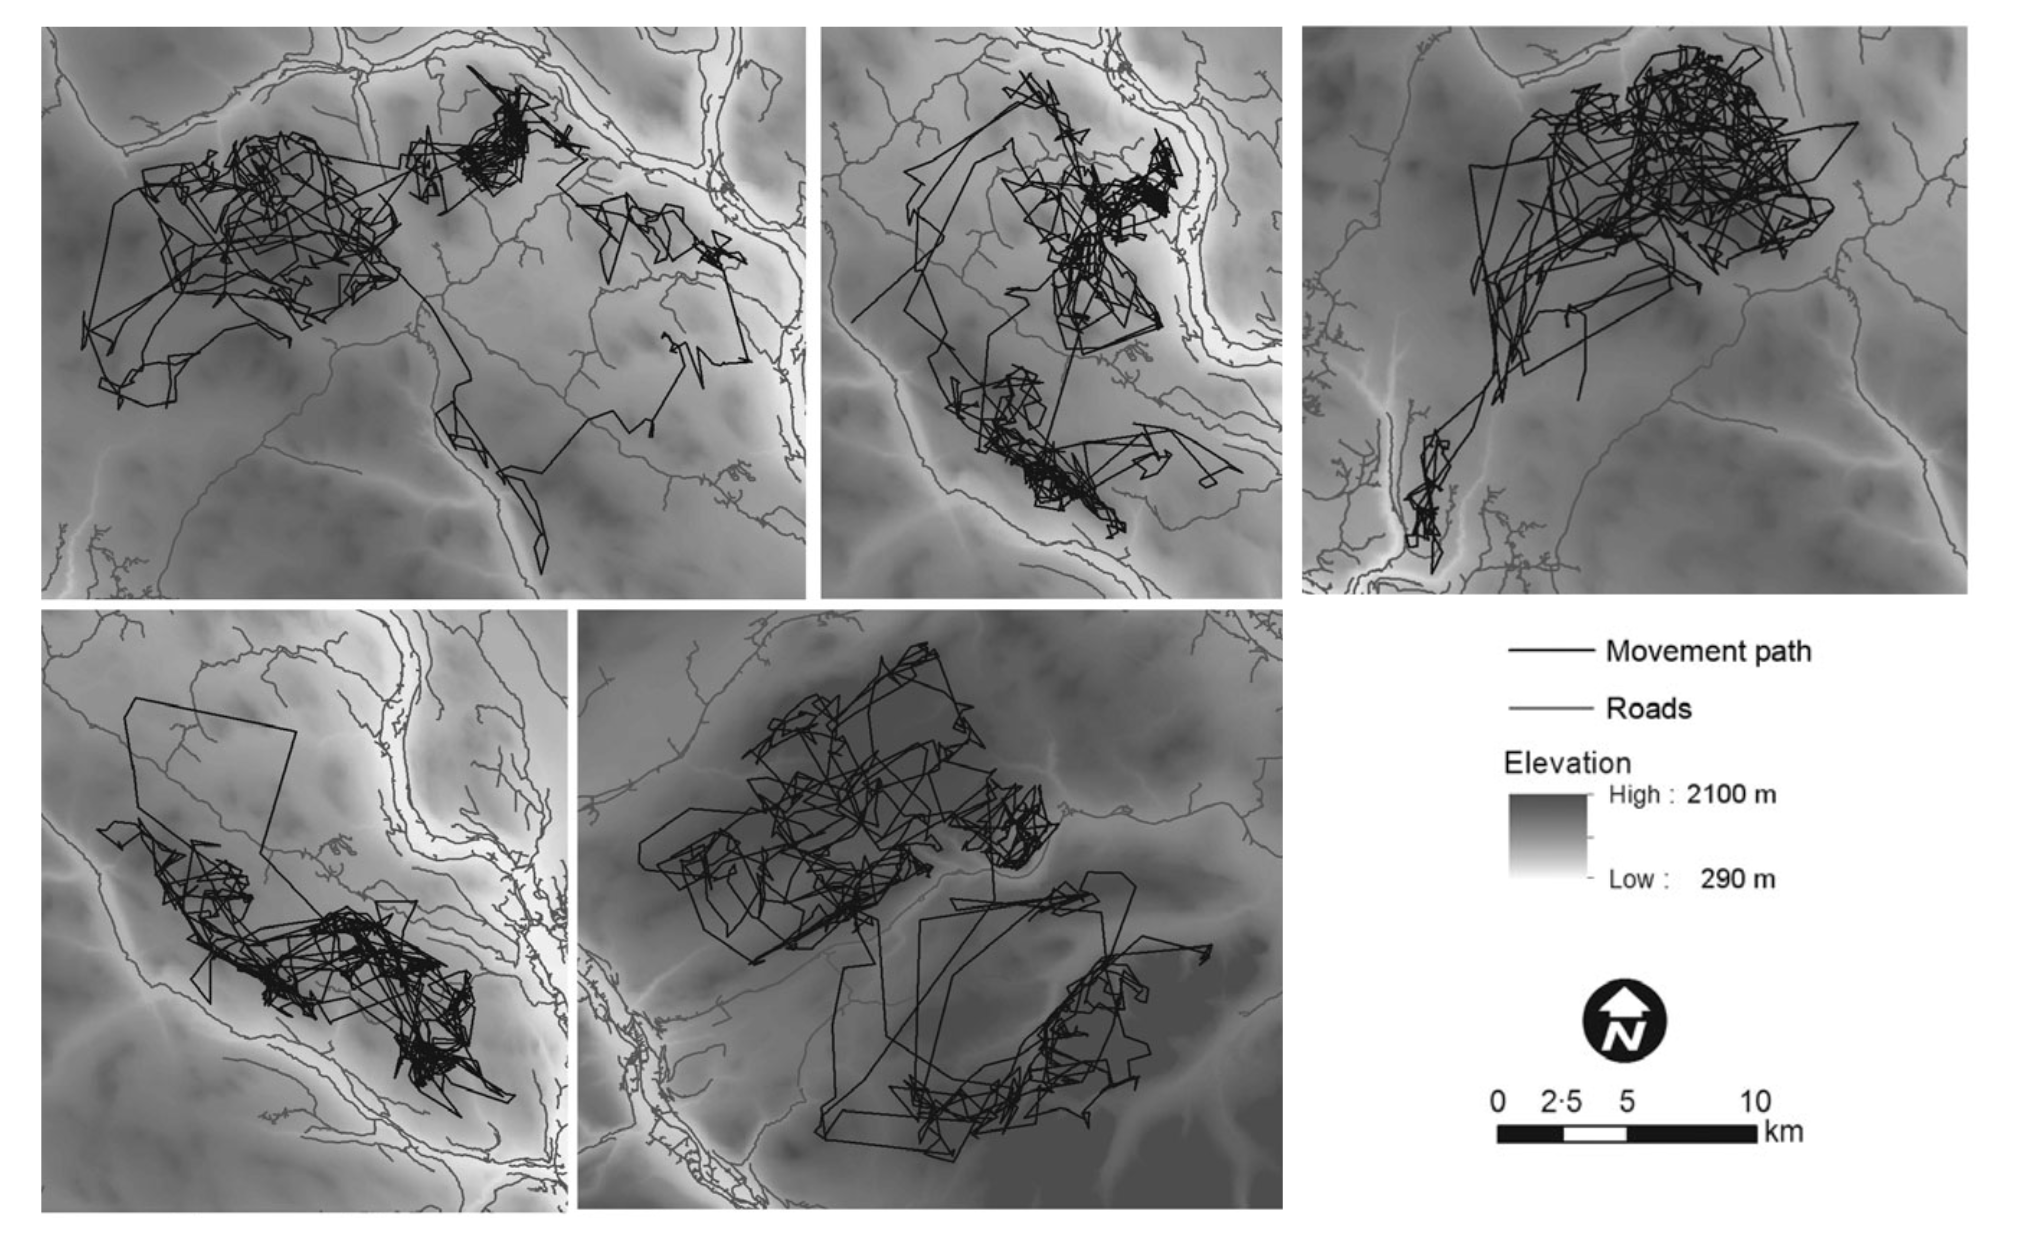 Movement path
Roads
Elevation
High : 2100 m
Low : 290 m
N
0 2·5 5 10
km